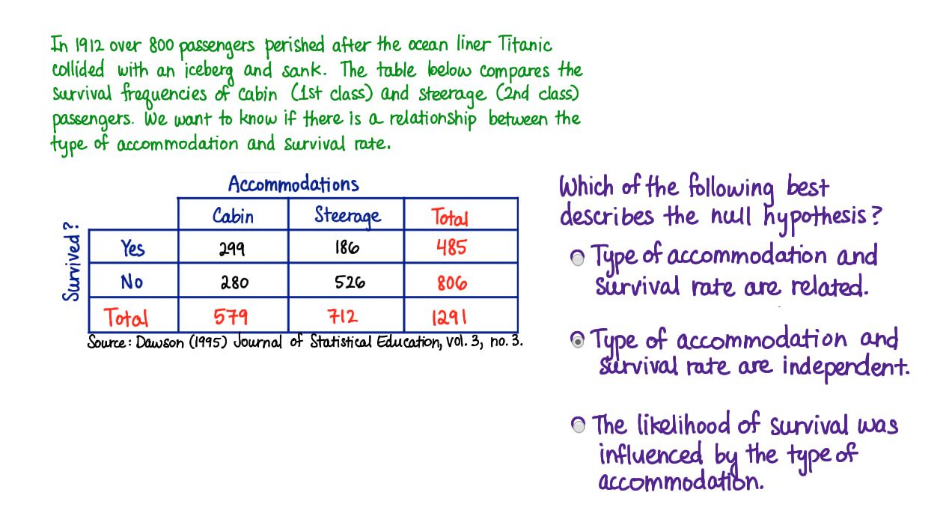 In 1912 over 800 passengers perished after the ocean liner Titanic
collided with an iceberg and sank. The table below compares the
survival frequencies of cabin (1st class) and steerage (2nd class)
passengers. We want to know if there is a relationship between the
type of accommodation and survival rate.
Accommodations
Cabin Steerage Total
Survived?
Yes 299 186 485
No 280 526 806
Total 579 712 1291
Source: Dawson (1995) Journal of Statistical Education, vol. 3, no. 3.
Which of the following best
describes the null hypothesis?
Type of accommodation and
survival rate are related.
Type of accommodation and
survival rate are independent.
The likelihood of survival was
influenced by the type of
accommodation.